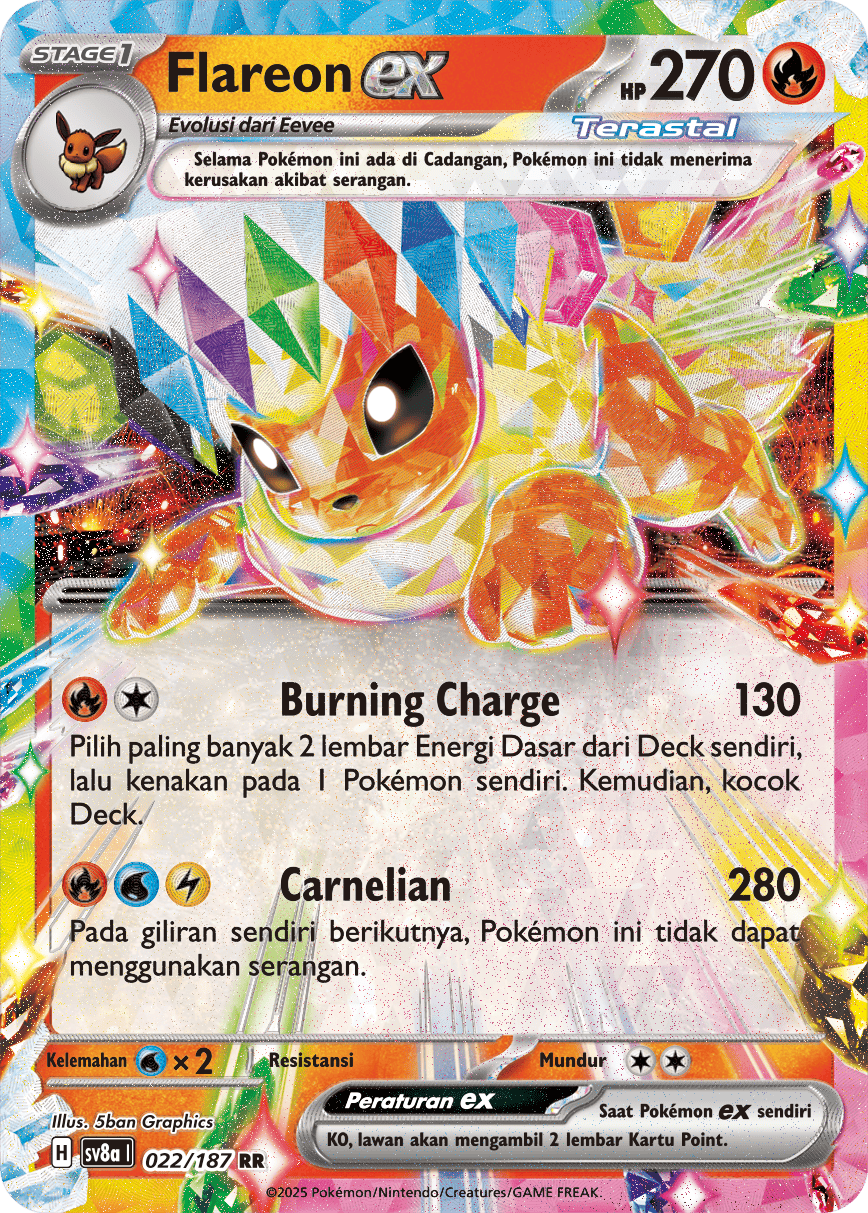 STAGE1
Flareon ex
HP 270
Evolusi dari Eevee
Terastal
Selama Pokémon ini ada di Cadangan, Pokémon ini tidak menerima
kerusakan akibat serangan.
Burning Charge 130
Pilih paling banyak 2 lembar Energi Dasar dari Deck sendiri,
lalu kenakan pada 1 Pokémon sendiri. Kemudian, kocok
Deck.
Carnelian 280
Pada giliran sendiri berikutnya, Pokémon ini tidak dapat
menggunakan serangan.
Kelemahan ×2 Resistansi Mundur
Peraturan ex Saat Pokémon ex sendiri
KO, lawan akan mengambil 2 lembar Kartu Point.
Illus. 5ban Graphics
H sv8a I 022/187 RR
©2025 Pokémon/Nintendo/Creatures/GAME FREAK.